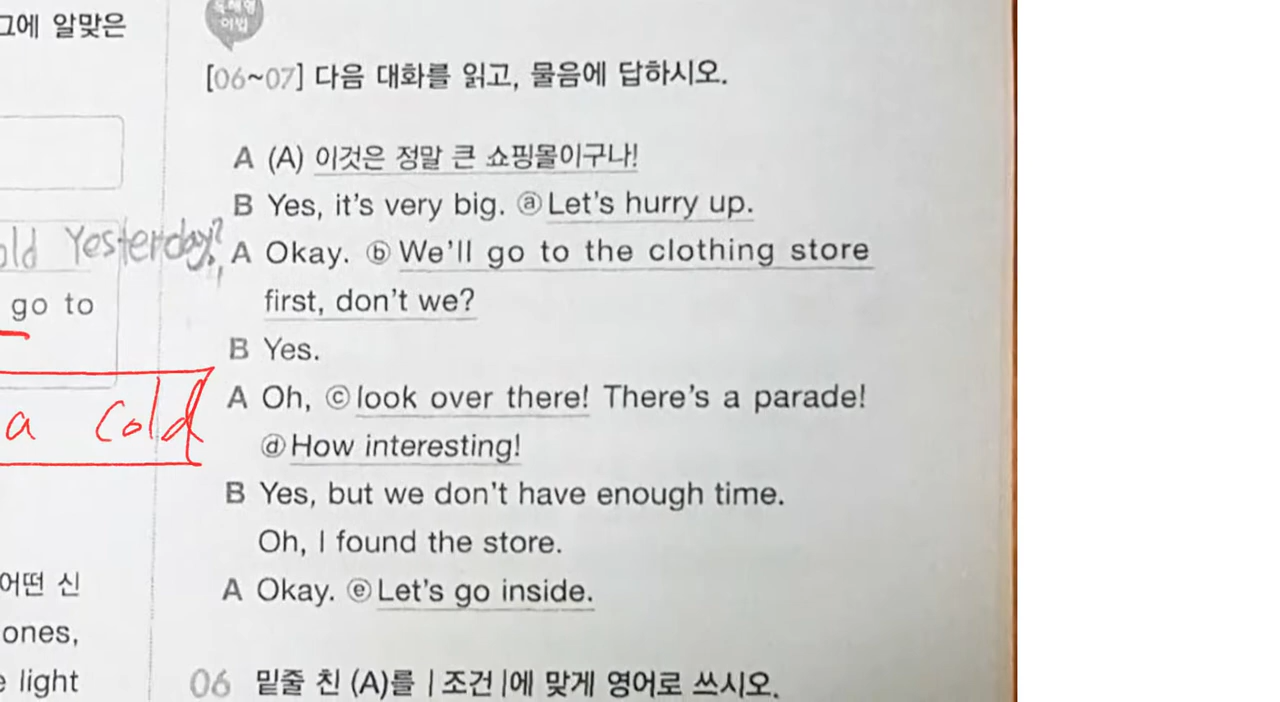 그에 알맞은
old Yesterday?
go to
a cold
어떤 신
ones,
light
[06~07] 다음 대화를 읽고, 물음에 답하시오.
A (A) 이것은 정말 큰 쇼핑몰이구나!
B Yes, it's very big. ⓐ Let's hurry up.
A Okay. ⓑ We'll go to the clothing store
first, don't we?
B Yes.
A Oh, ⓒ look over there! There's a parade!
ⓓ How interesting!
B Yes, but we don't have enough time.
Oh, I found the store.
A Okay. ⓔ Let's go inside.
06 밑줄 친 (A)를 |조건|에 맞게 영어로 쓰시오.